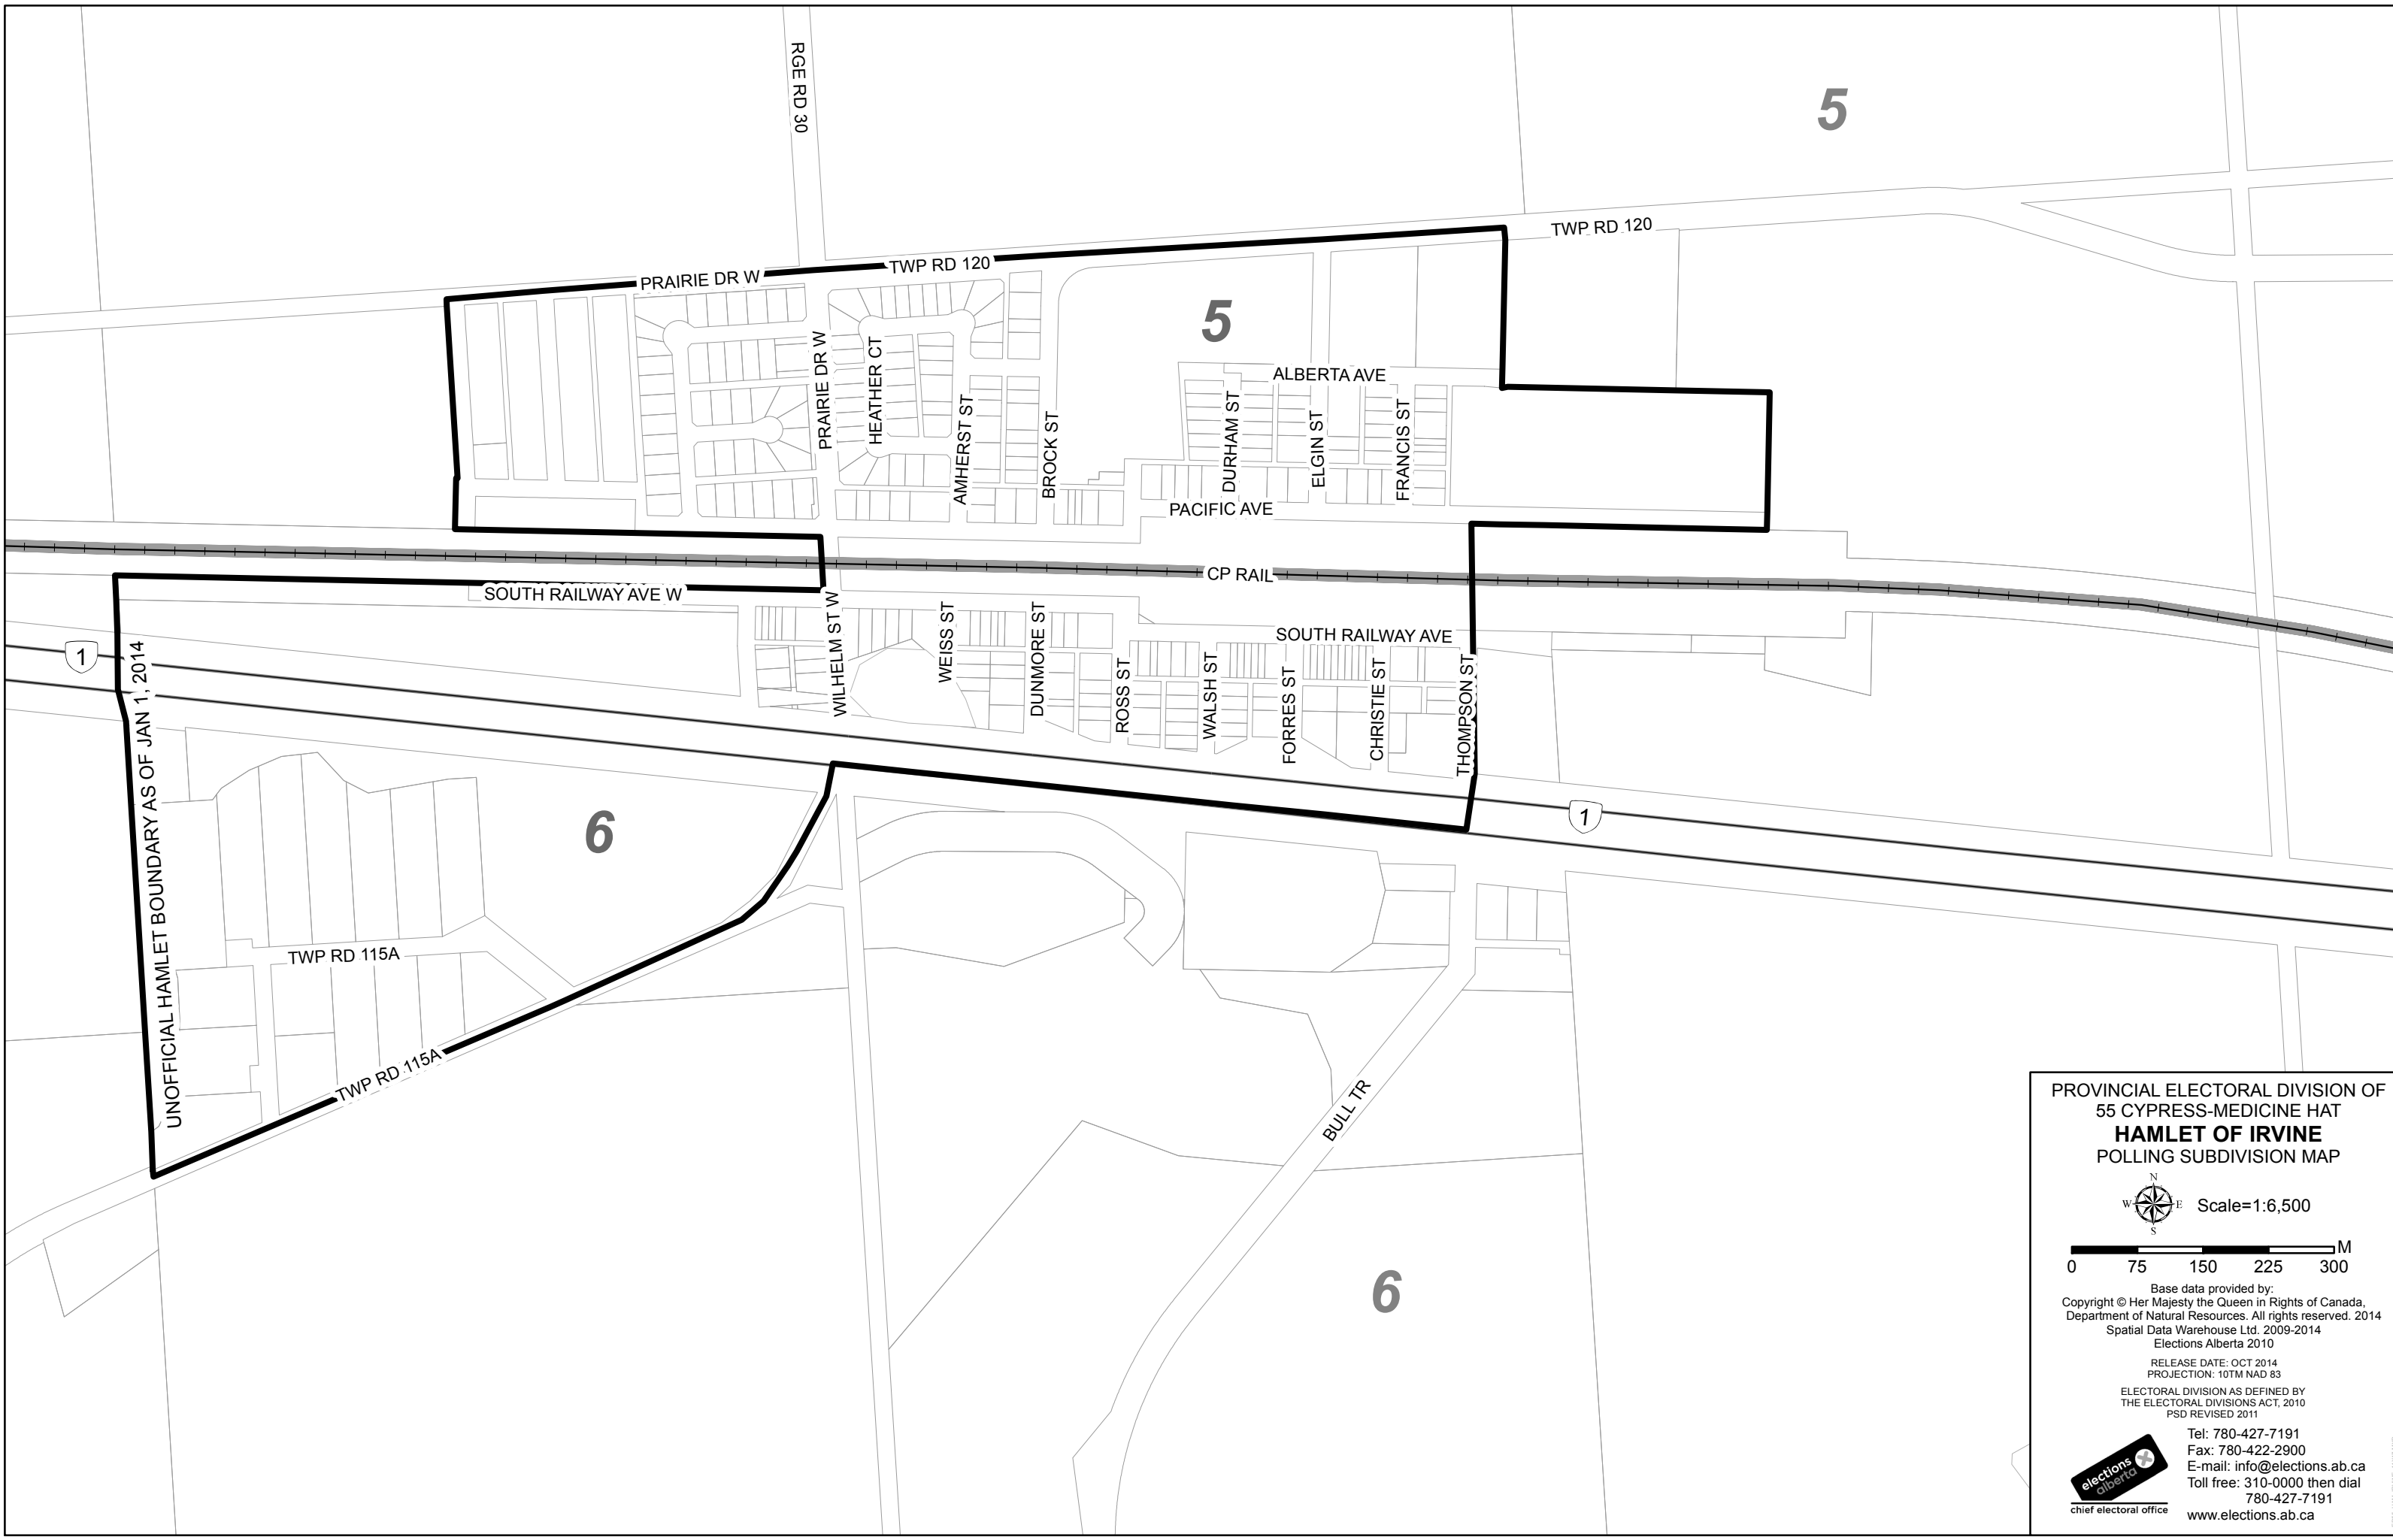 RGE RD 30
5
TWP RD 120
TWP RD 120
PRAIRIE DR W
5
PRAIRIE DR W
HEATHER CT
AMHERST ST
BROCK ST
ALBERTA AVE
DURHAM ST
ELGIN ST
FRANCIS ST
PACIFIC AVE
CP RAIL
SOUTH RAILWAY AVE W
WILHELM ST W
WEISS ST
DUNMORE ST
ROSS ST
WALSH ST
SOUTH RAILWAY AVE
FORRES ST
CHRISTIE ST
THOMPSON ST
1
UNOFFICIAL HAMLET BOUNDARY AS OF JAN 1, 2014
1
6
TWP RD 115A
TWP RD 115A
BULL TR
6
PROVINCIAL ELECTORAL DIVISION OF
55 CYPRESS-MEDICINE HAT
HAMLET OF IRVINE
POLLING SUBDIVISION MAP
N
W E
S
Scale=1:6,500
M
0 75 150 225 300
Base data provided by:
Copyright © Her Majesty the Queen in Rights of Canada,
Department of Natural Resources. All rights reserved. 2014
Spatial Data Warehouse Ltd. 2009-2014
Elections Alberta 2010
RELEASE DATE: OCT 2014
PROJECTION: 10TM NAD 83
ELECTORAL DIVISION AS DEFINED BY
THE ELECTORAL DIVISIONS ACT, 2010
PSD REVISED 2011
elections
alberta
chief electoral office
Tel: 780-427-7191
Fax: 780-422-2900
E-mail: info@elections.ab.ca
Toll free: 310-0000 then dial
780-427-7191
www.elections.ab.ca